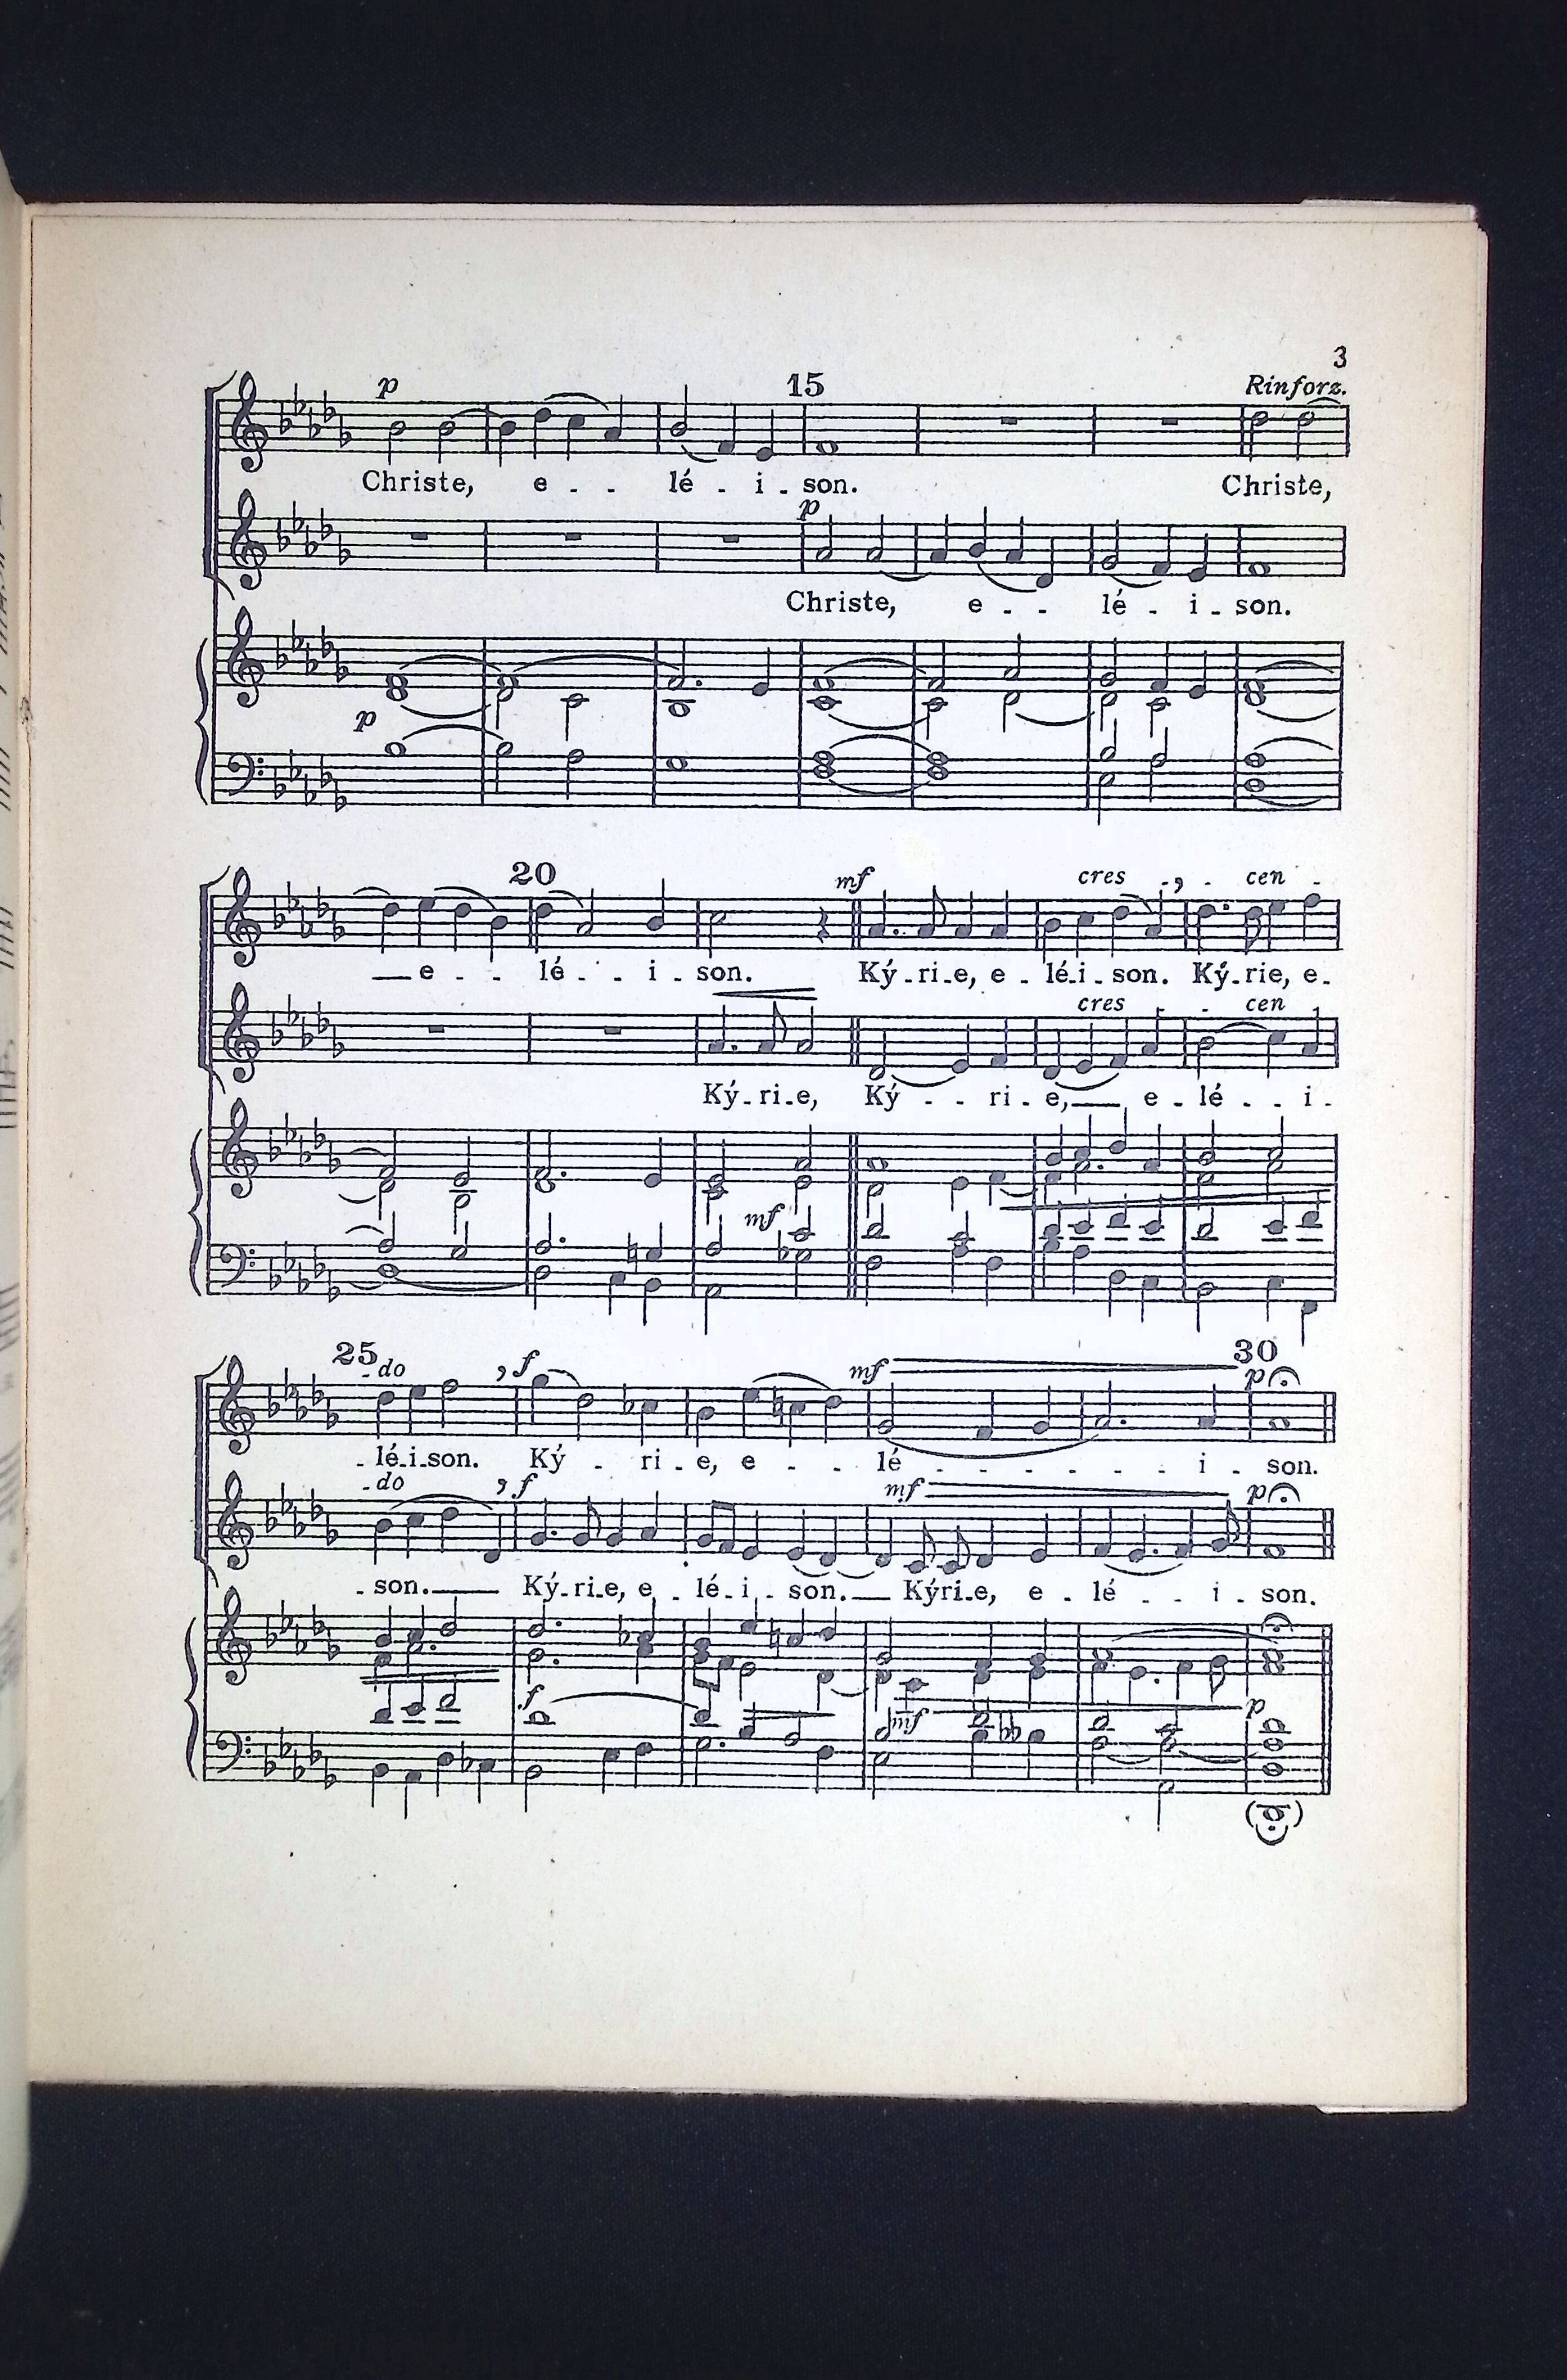 3
p 15 Rinforz.
Christe, e - - lé - i - son. Christe,
p
Christe, e - - lé - i - son.
p
20 mf cres - , - cen -
— e - - lé - - i - son. Ký - ri - e, e - lé - i - son. Ký - rie, e -
cres - - cen -
Ký - ri - e, Ký - - ri - e, — e - lé - - i -
mf
25 - do , f mf 30 p
- lé - i - son. Ký - ri - e, e - - - lé - - - - - - i - son.
- do , f mf p
- son. — Ký - ri - e, e - lé - i - son. — Kýri - e, e - lé - - i - son.
f mf p